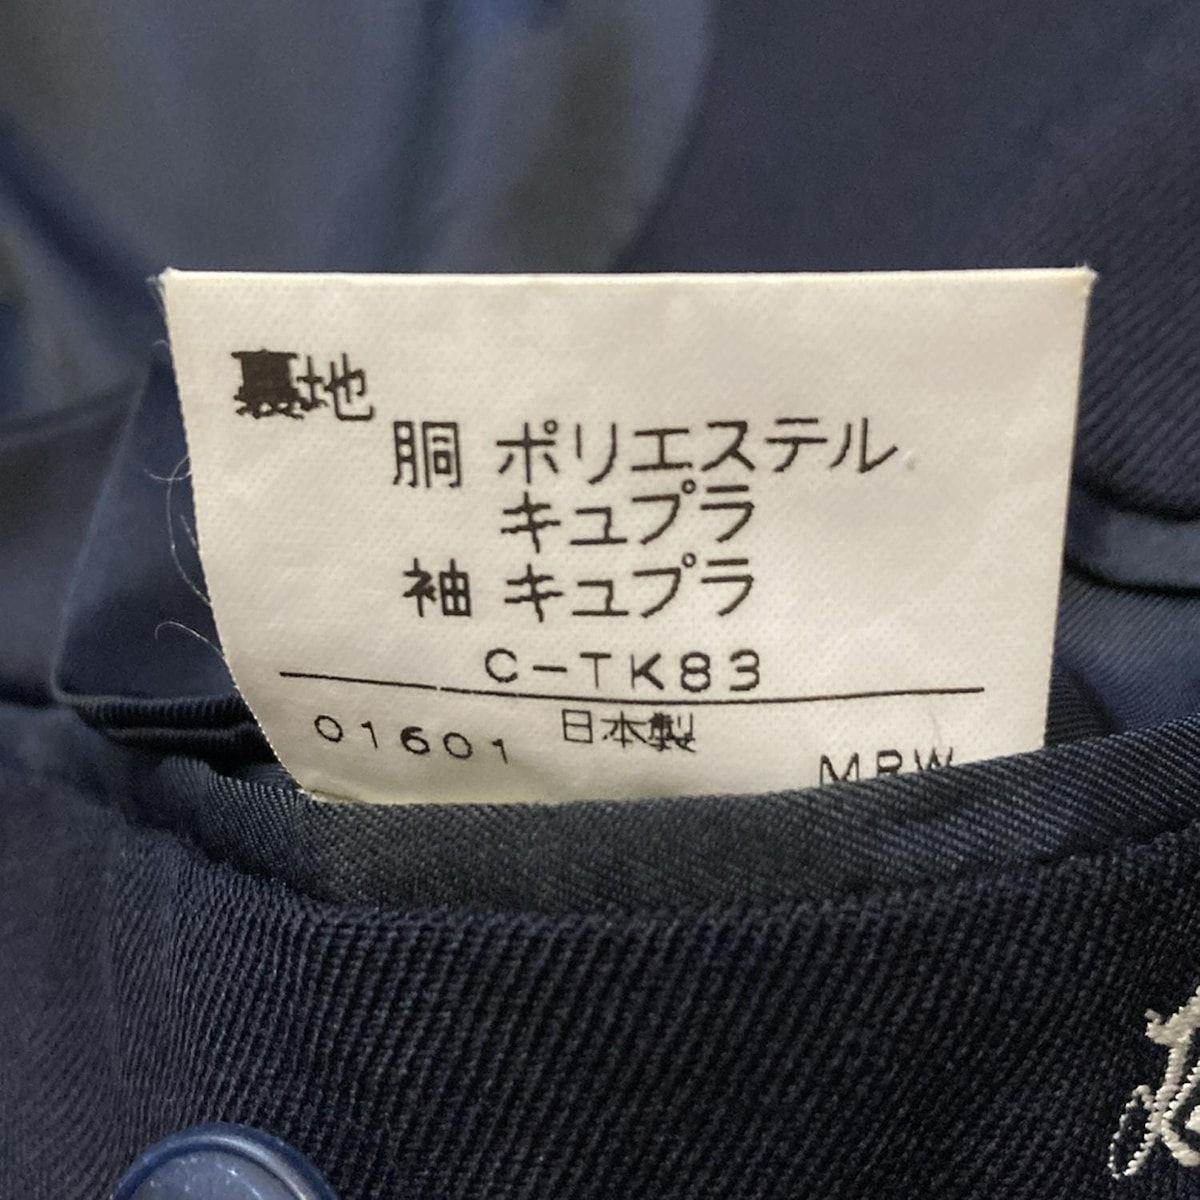 裏地
胴 ポリエステル
キュプラ
袖 キュプラ
C-TK83
01601 日本製